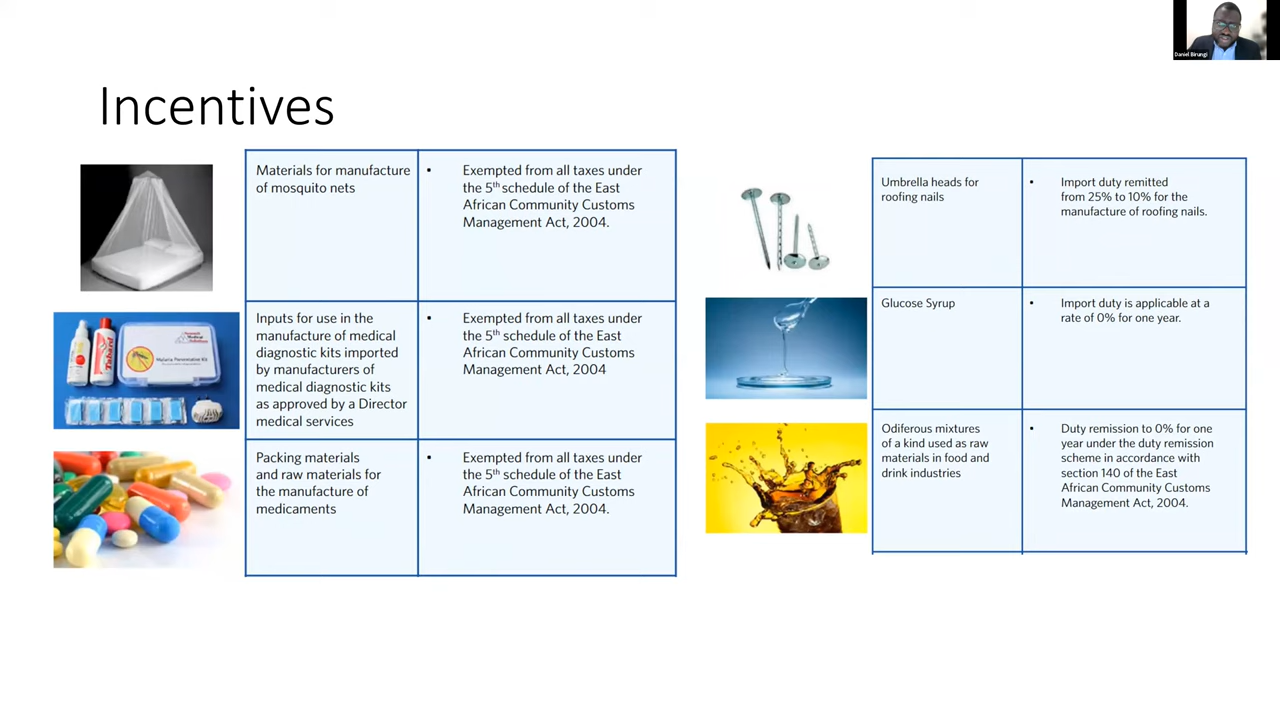 Daniel Birungi
Incentives
Materials for manufacture
of mosquito nets
• Exempted from all taxes under
the 5th schedule of the East
African Community Customs
Management Act, 2004.
Malaria Prevention Kit
Tabard
Inputs for use in the
manufacture of medical
diagnostic kits imported
by manufacturers of
medical diagnostic kits
as approved by a Director
medical services
• Exempted from all taxes under
the 5th schedule of the East
African Community Customs
Management Act, 2004
Packing materials
and raw materials for
the manufacture of
medicaments
• Exempted from all taxes under
the 5th schedule of the East
African Community Customs
Management Act, 2004.
Umbrella heads for
roofing nails
• Import duty remitted
from 25% to 10% for the
manufacture of roofing nails.
Glucose Syrup
• Import duty is applicable at a
rate of 0% for one year.
Odiferous mixtures
of a kind used as raw
materials in food and
drink industries
• Duty remission to 0% for one
year under the duty remission
scheme in accordance with
section 140 of the East
African Community Customs
Management Act, 2004.